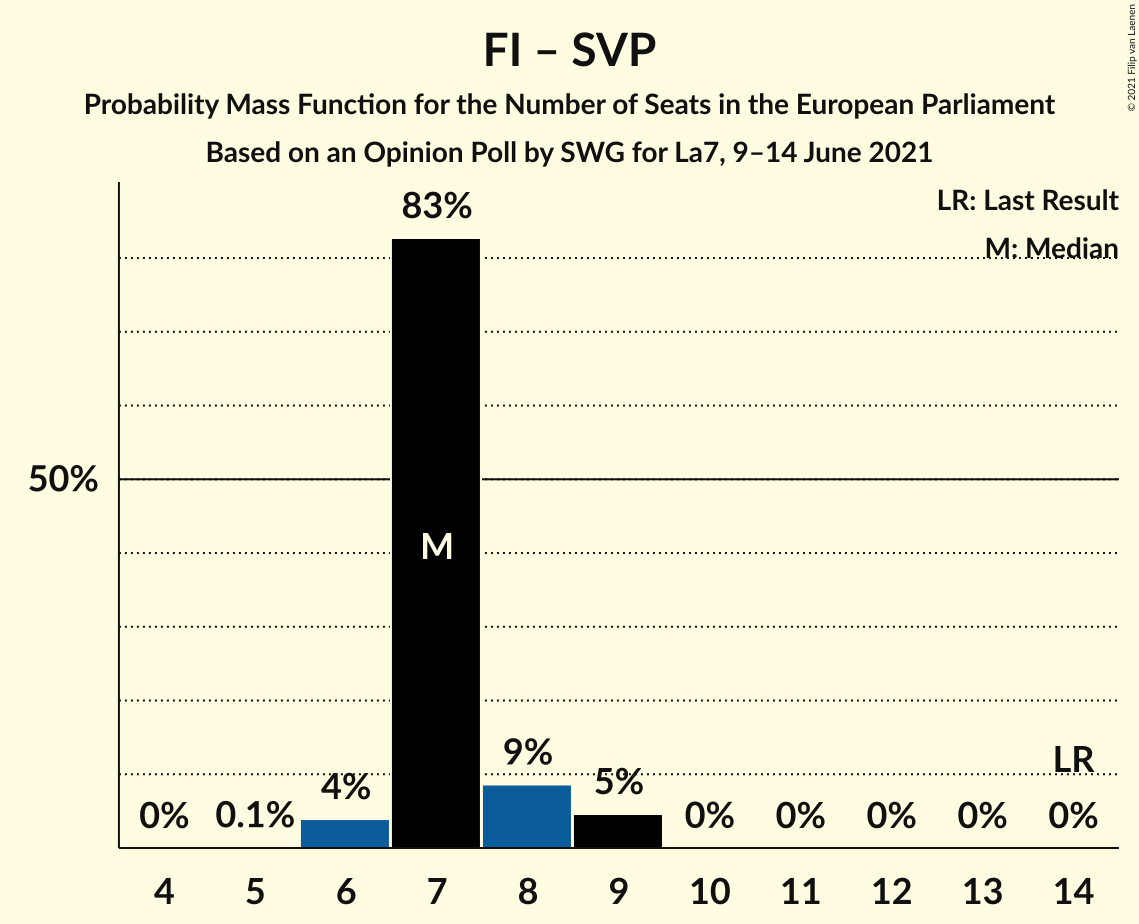 FI – SVP
Probability Mass Function for the Number of Seats in the European Parliament
Based on an Opinion Poll by SWG for La7, 9–14 June 2021
© 2021 Filip van Laenen
LR: Last Result
M: Median
83%
50%
M
9%
LR
4%
5%
0%
0.1%
0%
0%
0%
0%
0%
4 5 6 7 8 9 10 11 12 13 14